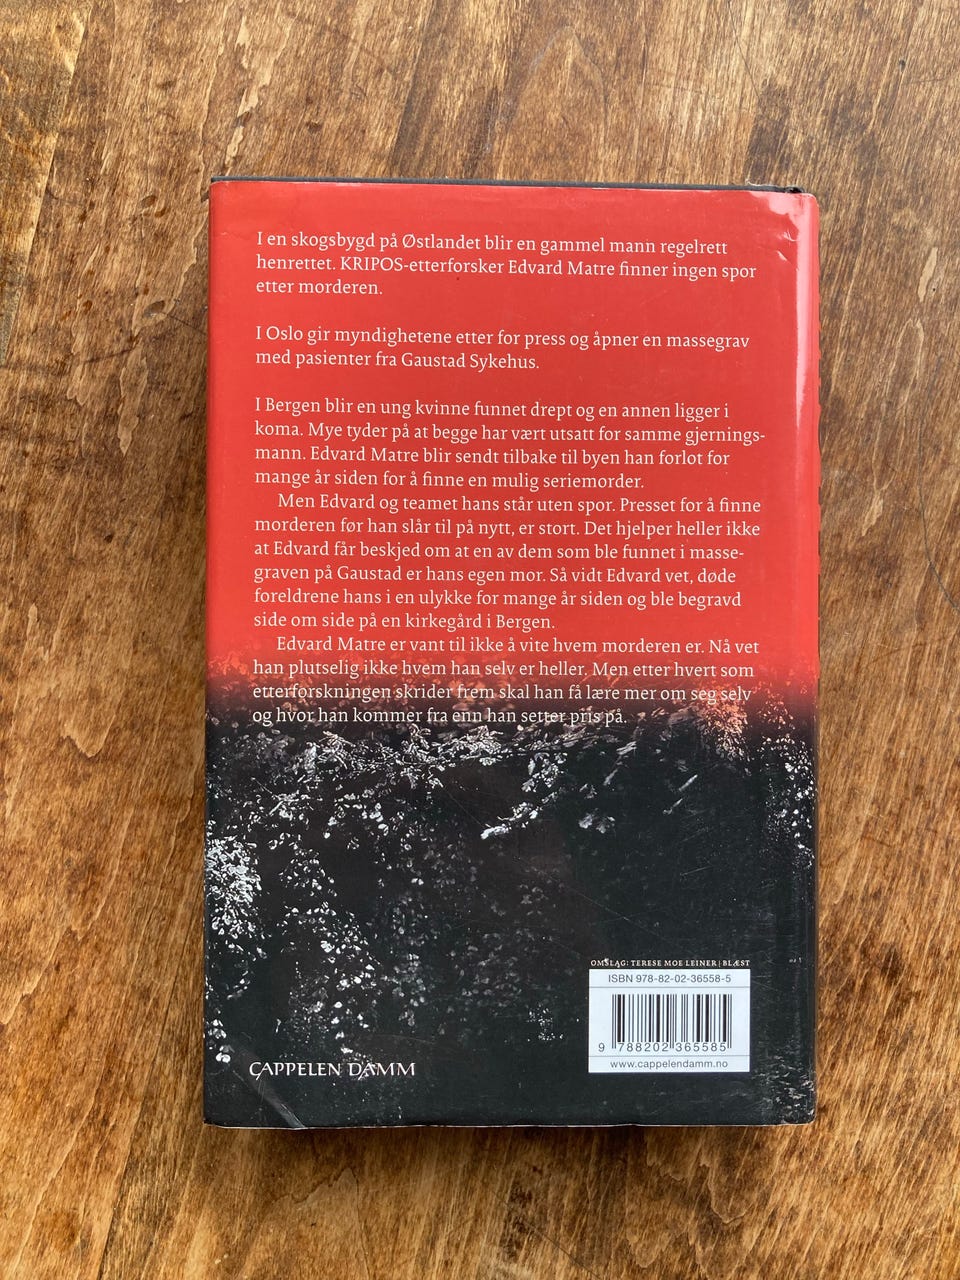 I en skogsbygd på Østlandet blir en gammel mann regelrett
henrettet. KRIPOS-etterforsker Edvard Matre finner ingen spor
etter morderen.
I Oslo gir myndighetene etter for press og åpner en massegrav
med pasienter fra Gaustad Sykehus.
I Bergen blir en ung kvinne funnet drept og en annen ligger i
koma. Mye tyder på at begge har vært utsatt for samme gjernings-
mann. Edvard Matre blir sendt tilbake til byen han forlot for
mange år siden for å finne en mulig seriemorder.
Men Edvard og teamet hans står uten spor. Presset for å finne
morderen før han slår til på nytt, er stort. Det hjelper heller ikke
at Edvard får beskjed om at en av dem som ble funnet i masse-
graven på Gaustad er hans egen mor. Så vidt Edvard vet, døde
foreldrene hans i en ulykke for mange år siden og ble begravd
side om side på en kirkegård i Bergen.
Edvard Matre er vant til ikke å vite hvem morderen er. Nå vet
han plutselig ikke hvem han selv er heller. Men etter hvert som
etterforskningen skrider frem skal han få lære mer om seg selv
og hvor han kommer fra enn han setter pris på.
OMSLAG: TERESE MOE LEINER | BLÆST
ISBN 978-82-02-36558-5
9 788202 365585
www.cappelendamm.no
CAPPELEN DAMM